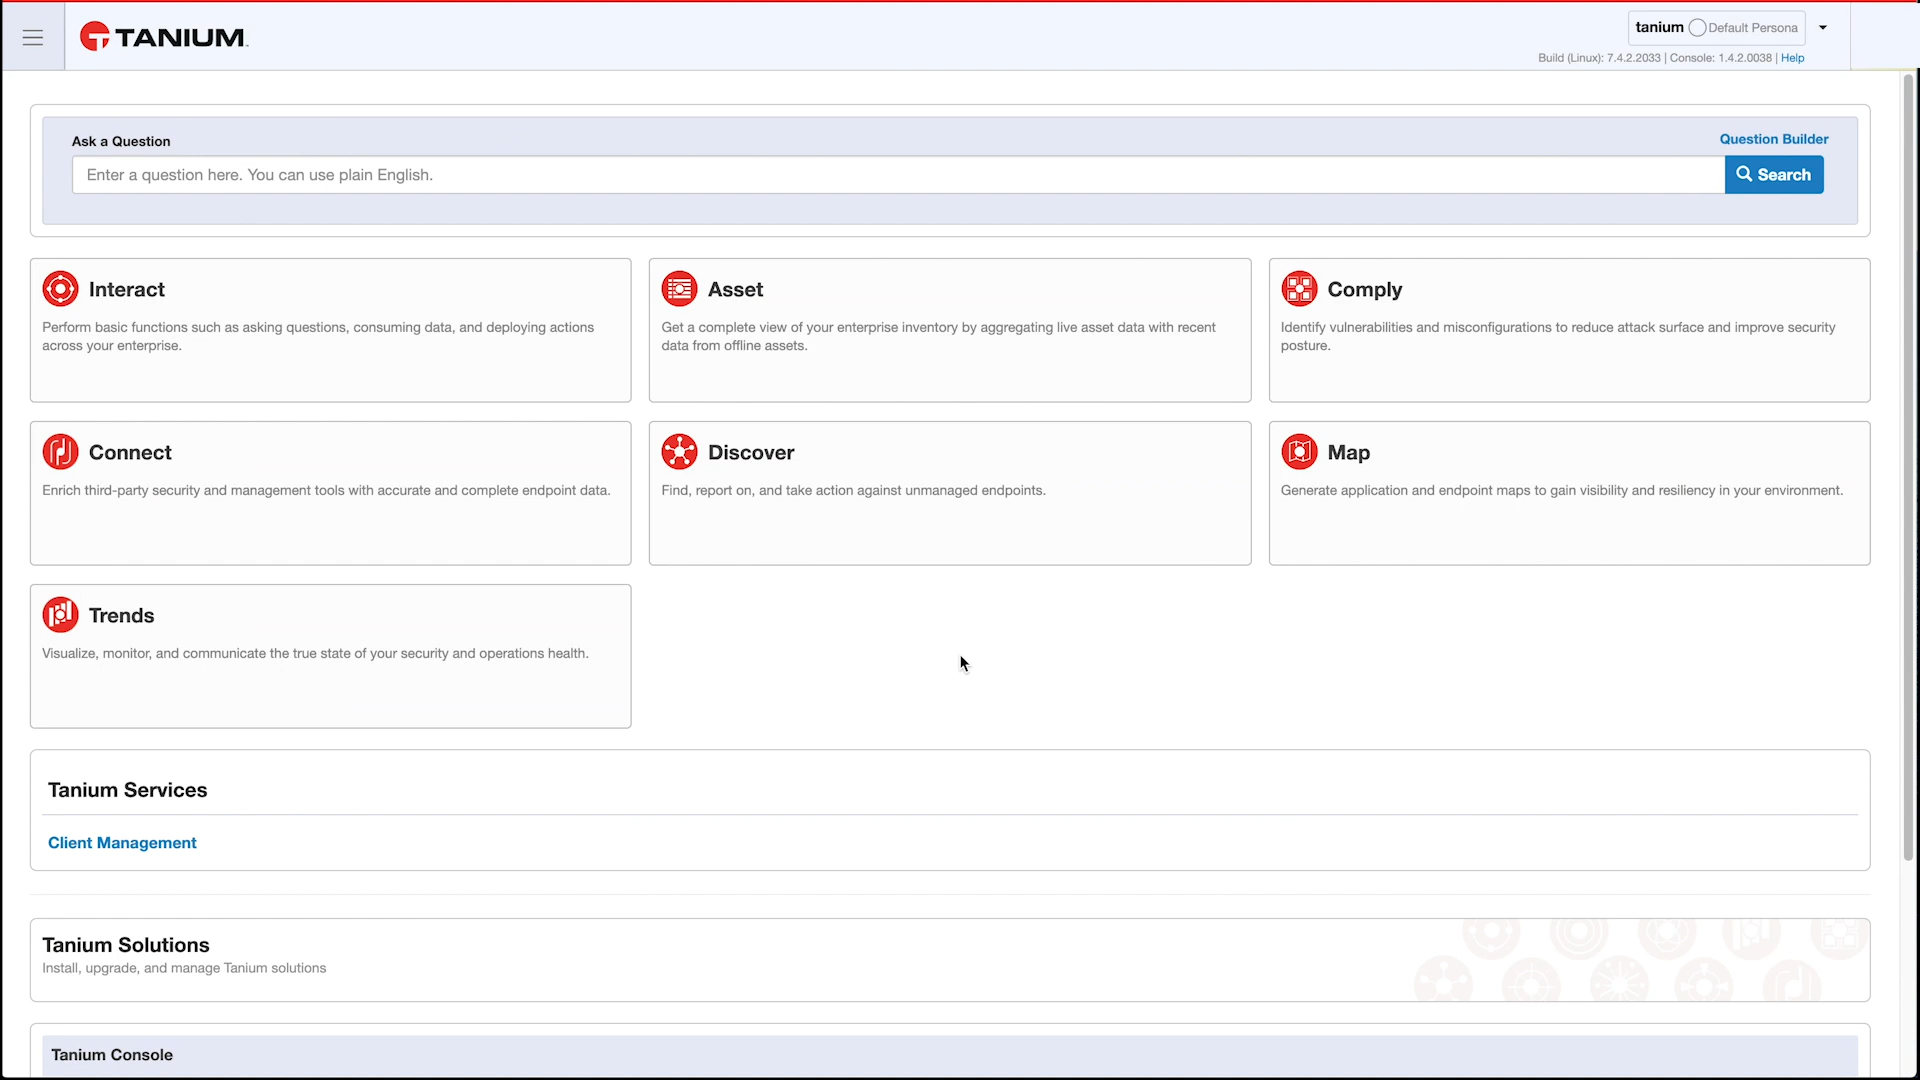 TANIUM
tanium Default Persona
Build (Linux): 7.4.2.2033 | Console: 1.4.2.0038 | Help
Ask a Question
Question Builder
Enter a question here. You can use plain English.
Search
Interact
Perform basic functions such as asking questions, consuming data, and deploying actions
across your enterprise.
Asset
Get a complete view of your enterprise inventory by aggregating live asset data with recent
data from offline assets.
Comply
Identify vulnerabilities and misconfigurations to reduce attack surface and improve security
posture.
Connect
Enrich third-party security and management tools with accurate and complete endpoint data.
Discover
Find, report on, and take action against unmanaged endpoints.
Map
Generate application and endpoint maps to gain visibility and resiliency in your environment.
Trends
Visualize, monitor, and communicate the true state of your security and operations health.
Tanium Services
Client Management
Tanium Solutions
Install, upgrade, and manage Tanium solutions
Tanium Console